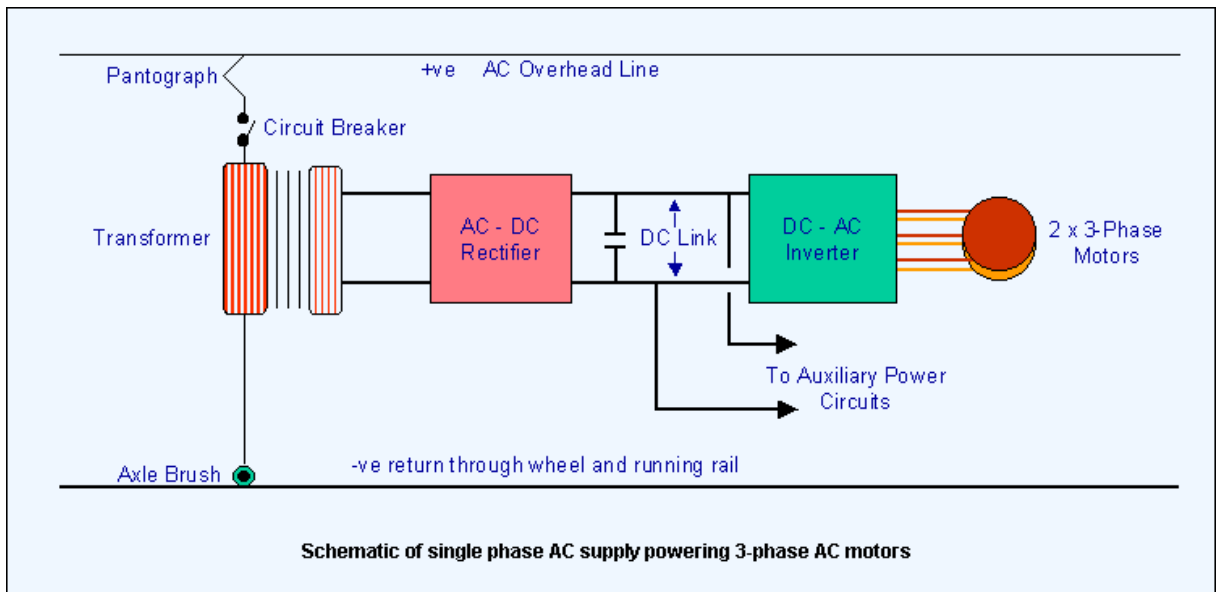 +ve AC Overhead Line
Pantograph
Circuit Breaker
Transformer
AC - DC
Rectifier
DC Link
DC - AC
Inverter
2 x 3-Phase
Motors
To Auxiliary Power
Circuits
Axle Brush
-ve return through wheel and running rail
Schematic of single phase AC supply powering 3-phase AC motors